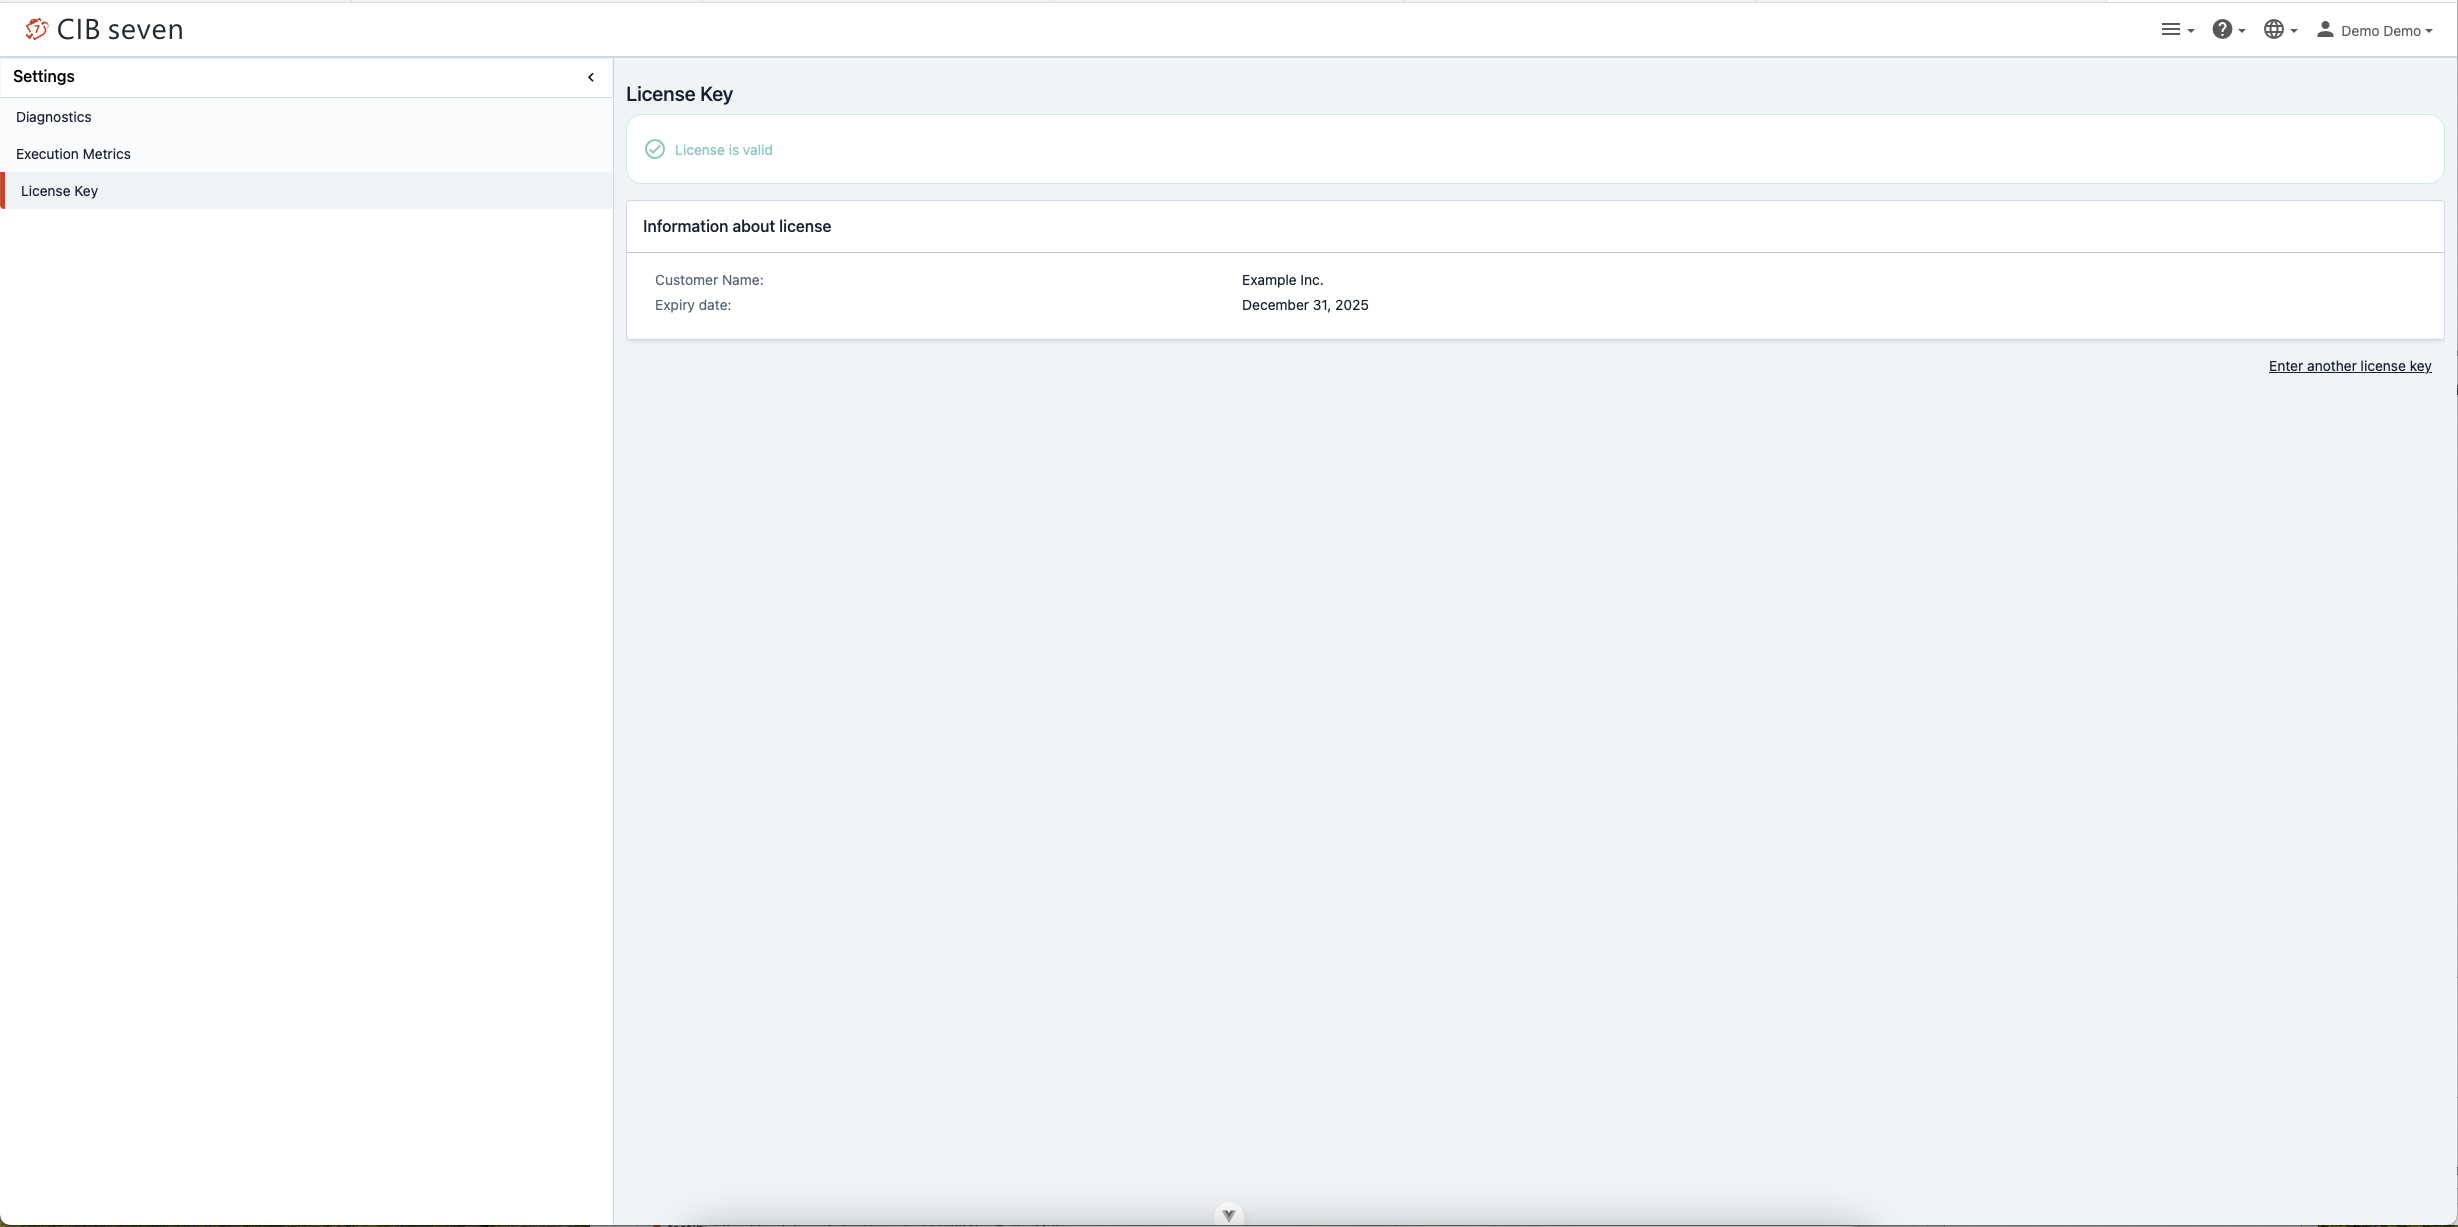 CIB seven
Demo Demo
Settings
Diagnostics
Execution Metrics
License Key
License Key
License is valid
Information about license
Customer Name: Example Inc.
Expiry date: December 31, 2025
Enter another license key